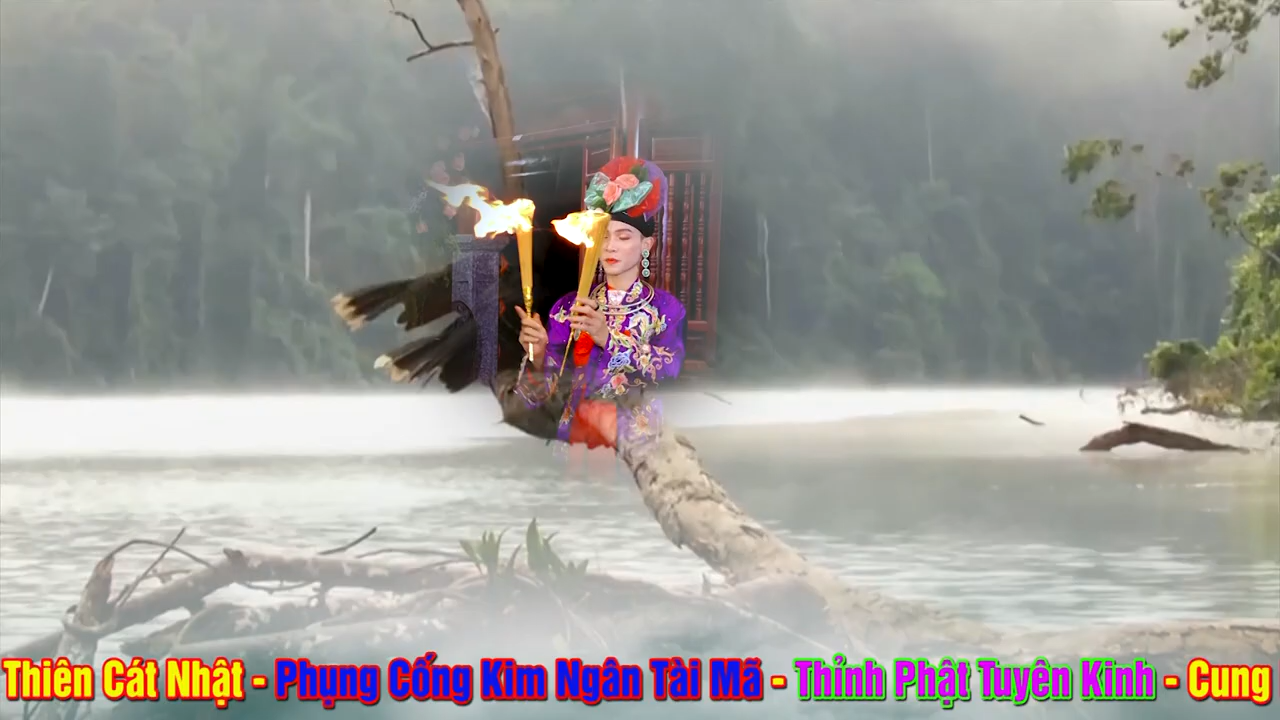 Thiên Cát Nhật - Phụng Cống Kim Ngân Tài Mã - Thỉnh Phật Tuyên Kinh - Cung